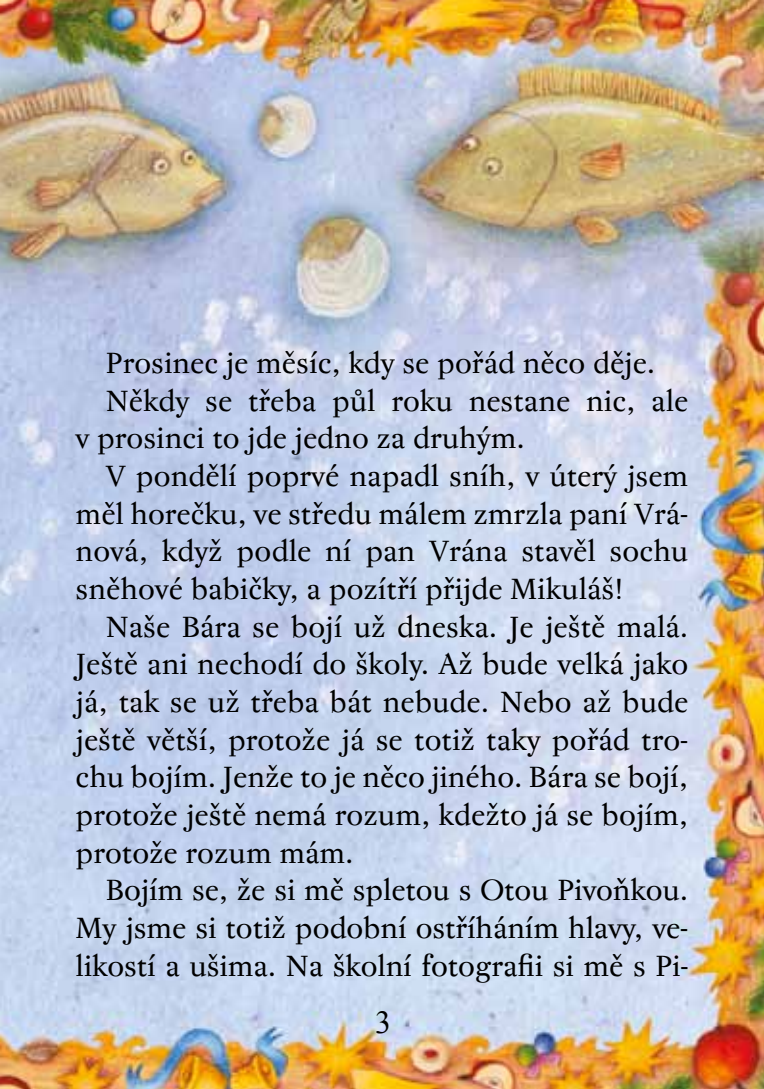 Prosinec je měsíc, kdy se pořád něco děje.
Někdy se třeba půl roku nestane nic, ale
v prosinci to jde jedno za druhým.
V pondělí poprvé napadl sníh, v úterý jsem
měl horečku, ve středu málem zmrzla paní Vrá-
nová, když podle ní pan Vrána stavěl sochu
sněhové babičky, a pozítří přijde Mikuláš!
Naše Bára se bojí už dneska. Je ještě malá.
Ještě ani nechodí do školy. Až bude velká jako
já, tak se už třeba bát nebude. Nebo až bude
ještě větší, protože já se totiž taky pořád tro-
chu bojím. Jenže to je něco jiného. Bára se bojí,
protože ještě nemá rozum, kdežto já se bojím,
protože rozum mám.
Bojím se, že si mě spletou s Otou Pivoňkou.
My jsme si totiž podobní ostříháním hlavy, ve-
likostí a ušima. Na školní fotografii si mě s Pi-
3